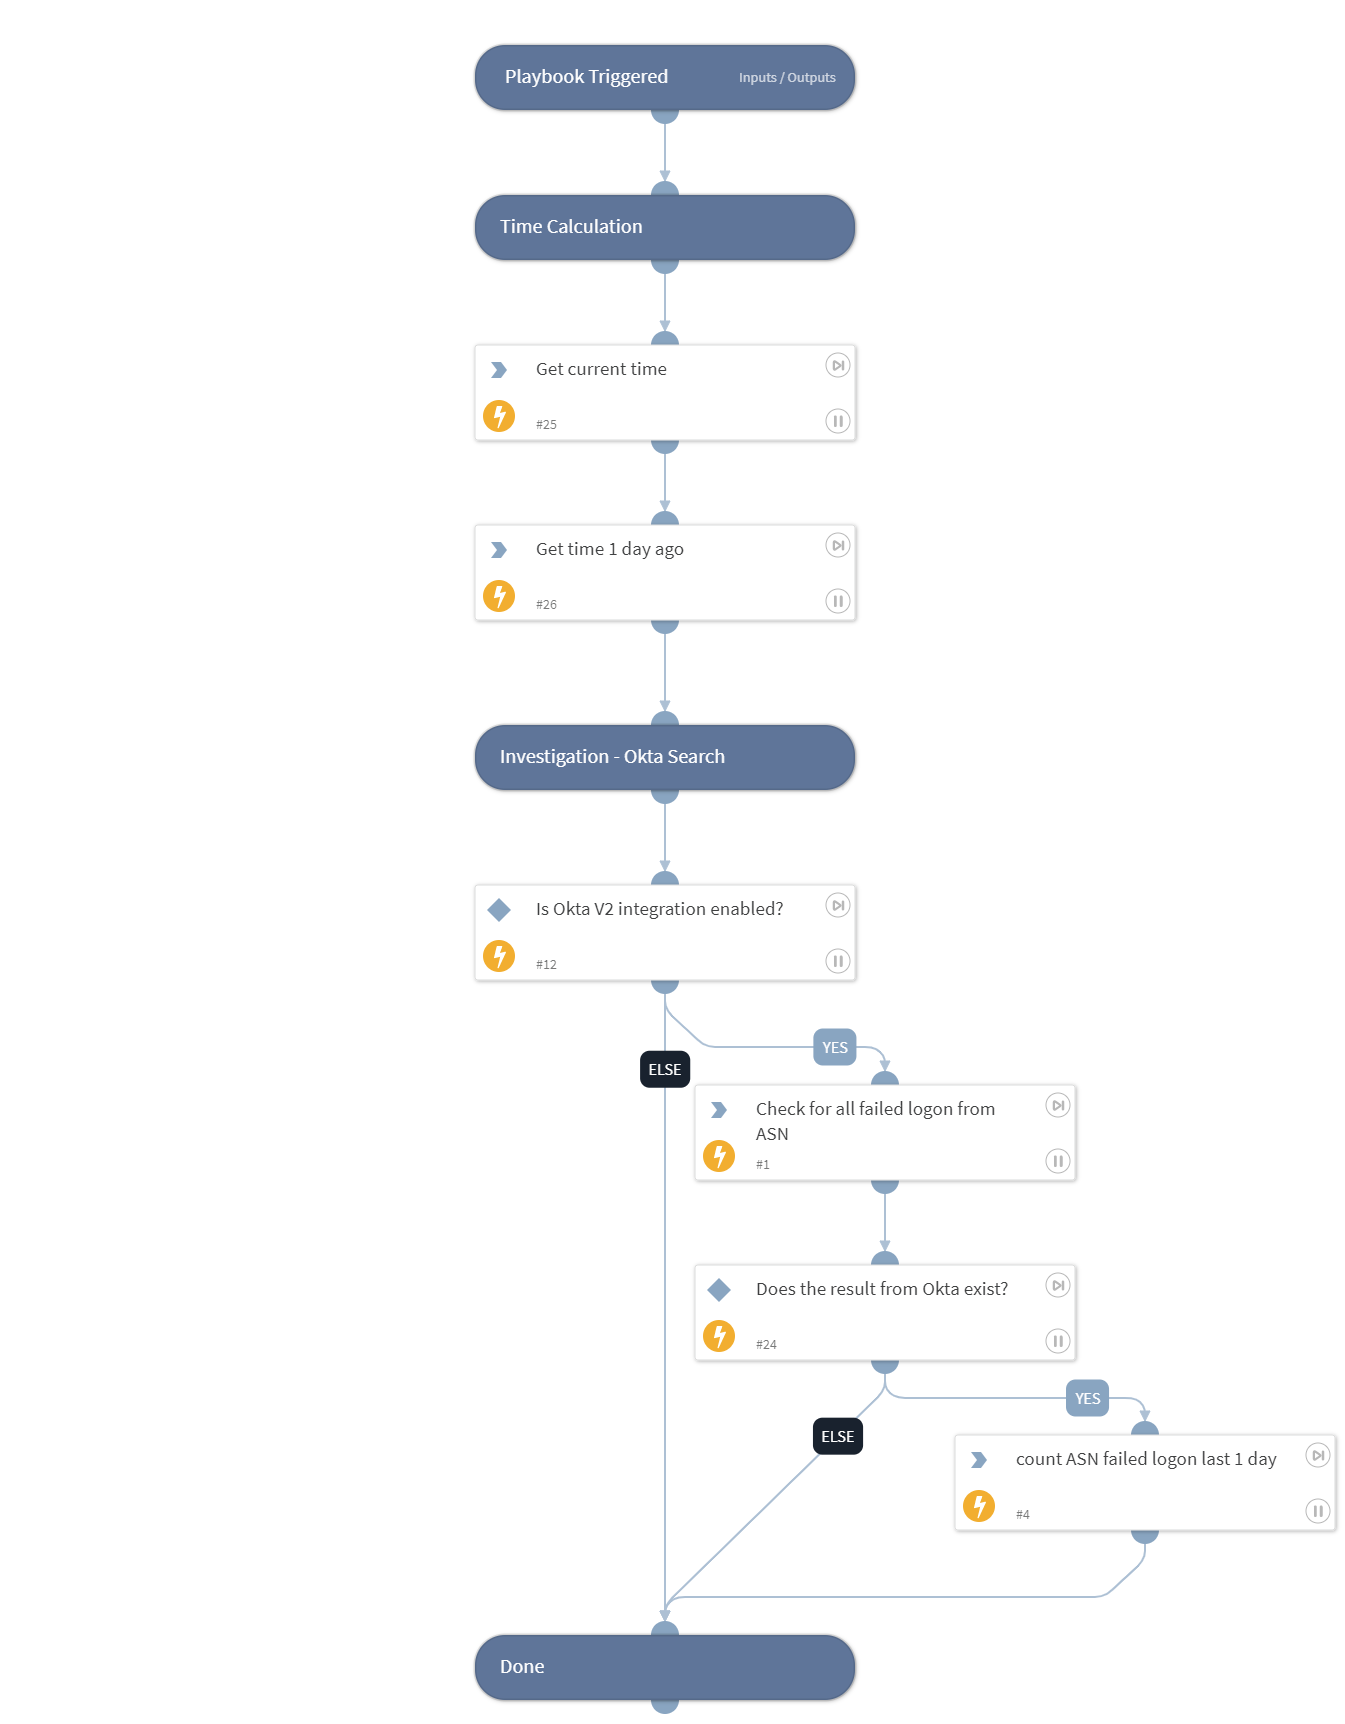 Playbook Triggered
Inputs / Outputs
Time Calculation
Get current time
#25
Get time 1 day ago
#26
Investigation - Okta Search
Is Okta V2 integration enabled?
#12
YES
ELSE
Check for all failed logon from
ASN
#1
Does the result from Okta exist?
#24
YES
ELSE
count ASN failed logon last 1 day
#4
Done